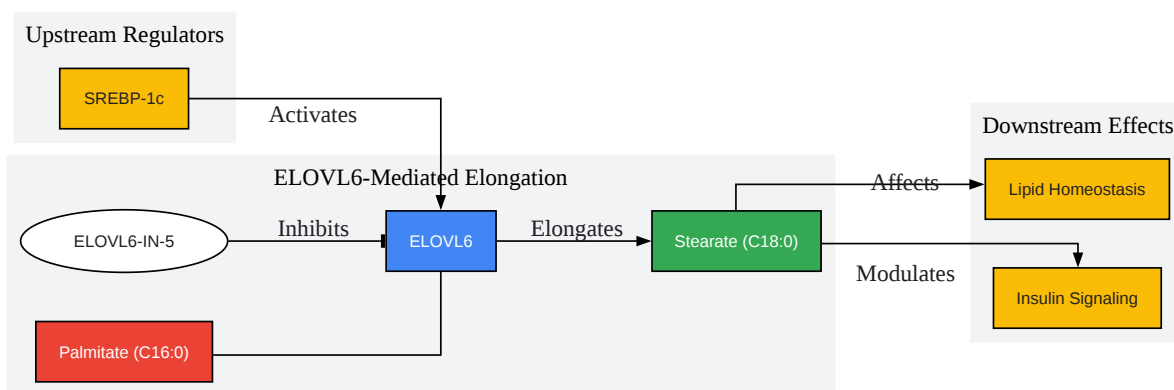 Upstream Regulators
SREBP-1c
Activates
Downstream Effects
ELOVL6-Mediated Elongation
Affects
Lipid Homeostasis
ELOVL6-IN-5
Inhibits
ELOVL6
Elongates
Stearate (C18:0)
Modulates
Insulin Signaling
Palmitate (C16:0)